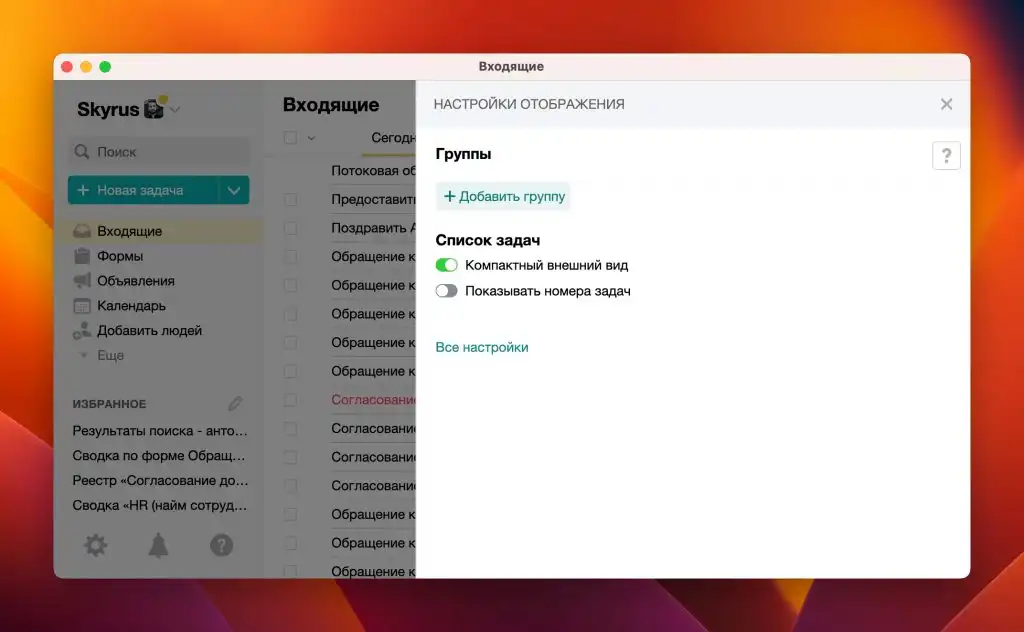 Входящие
Skyrus
Поиск
+ Новая задача
Входящие
Формы
Объявления
Календарь
Добавить людей
Еще
ИЗБРАННОЕ
Результаты поиска - анто...
Сводка по форме Обращ...
Реестр «Согласование до...
Сводка «HR (найм сотруд...
?
Входящие
Сегодн
Потоковая об
Предоставить
Поздравить А
Обращение к
Обращение к
Обращение к
Обращение к
Обращение к
Согласование
Согласование
Согласование
Согласование
Обращение к
Обращение к
Обращение к
НАСТРОЙКИ ОТОБРАЖЕНИЯ
Группы
?
+ Добавить группу
Список задач
Компактный внешний вид
Показывать номера задач
Все настройки